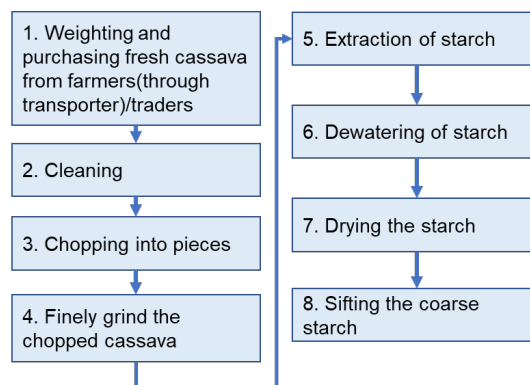 1. Weighting and
purchasing fresh cassava
from farmers(through
transporter)/traders
2. Cleaning
3. Chopping into pieces
4. Finely grind the
chopped cassava
5. Extraction of starch
6. Dewatering of starch
7. Drying the starch
8. Sifting the coarse
starch